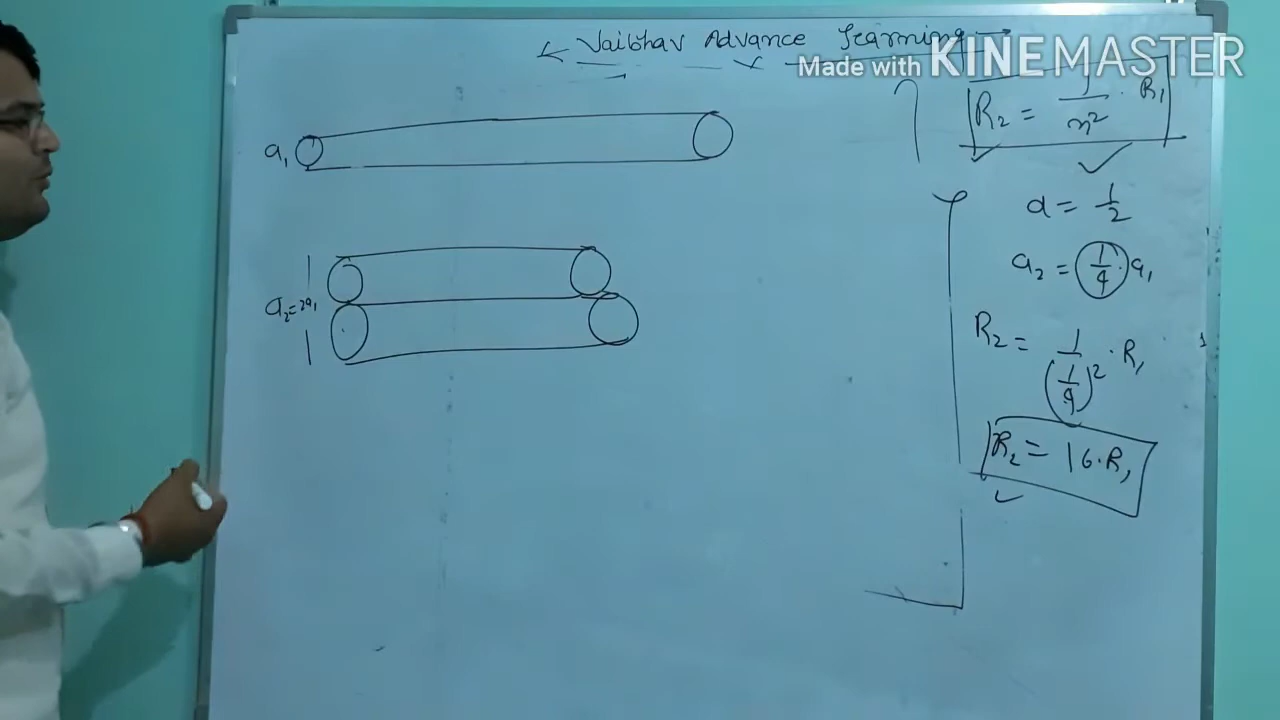 ← Vaibhav Advance learning →
Made with KINEMASTER
a₁
a₂=2a₁
R₂ = 1/n² · R₁
d = 1/2
a₂ = (1/4) a₁
R₂ = 1/(1/4)² · R₁
R₂ = 16·R₁